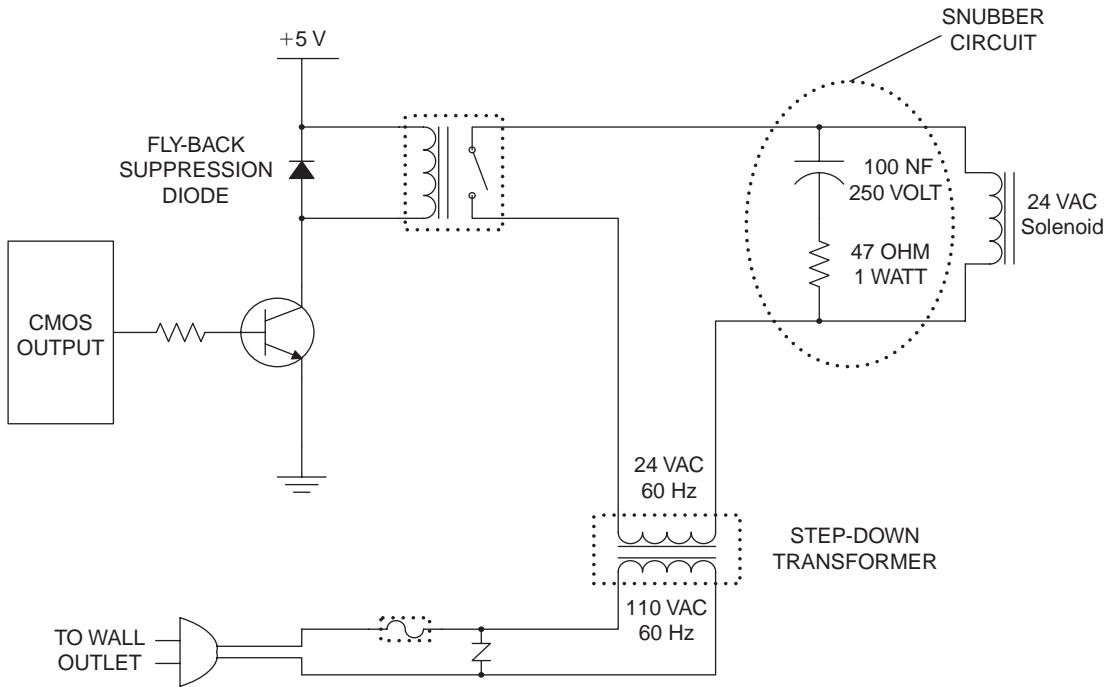 SNUBBER
CIRCUIT
+5 V
FLY-BACK
SUPPRESSION
DIODE
100 NF
250 VOLT
24 VAC
Solenoid
47 OHM
1 WATT
CMOS
OUTPUT
24 VAC
60 Hz
STEP-DOWN
TRANSFORMER
110 VAC
60 Hz
TO WALL
OUTLET